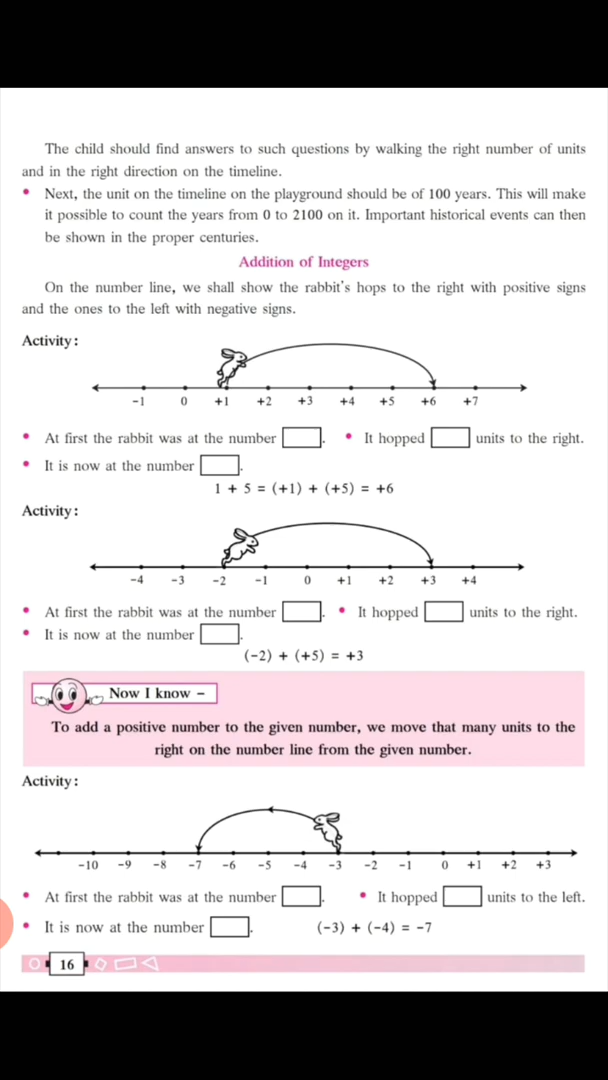 The child should find answers to such questions by walking the right number of units
and in the right direction on the timeline.
• Next, the unit on the timeline on the playground should be of 100 years. This will make
it possible to count the years from 0 to 2100 on it. Important historical events can then
be shown in the proper centuries.
Addition of Integers
On the number line, we shall show the rabbit's hops to the right with positive signs
and the ones to the left with negative signs.
Activity :
-1 0 +1 +2 +3 +4 +5 +6 +7
• At first the rabbit was at the number . • It hopped units to the right.
• It is now at the number .
1 + 5 = (+1) + (+5) = +6
Activity :
-4 -3 -2 -1 0 +1 +2 +3 +4
• At first the rabbit was at the number . • It hopped units to the right.
• It is now at the number .
(-2) + (+5) = +3
Now I know -
To add a positive number to the given number, we move that many units to the
right on the number line from the given number.
Activity :
-10 -9 -8 -7 -6 -5 -4 -3 -2 -1 0 +1 +2 +3
• At first the rabbit was at the number . • It hopped units to the left.
• It is now at the number . (-3) + (-4) = -7
16